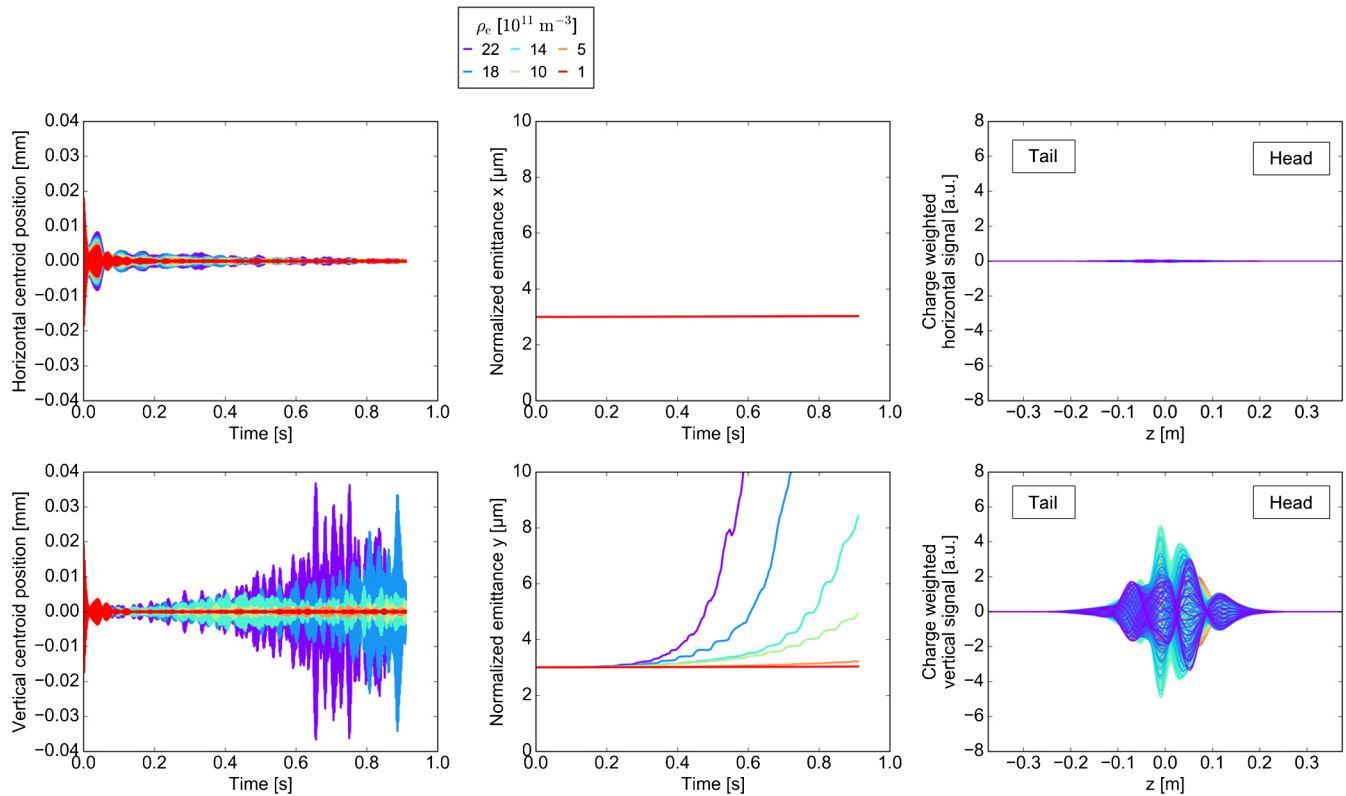 ρe [10^11 m^−3]
22 14 5
18 10 1
Horizontal centroid position [mm]
0.04
0.03
0.02
0.01
0.00
−0.01
−0.02
−0.03
−0.04
0.0 0.2 0.4 0.6 0.8 1.0
Time [s]
Normalized emittance x [µm]
10
8
6
4
2
0
0.0 0.2 0.4 0.6 0.8 1.0
Time [s]
Charge weighted
horizontal signal [a.u.]
8
6
4
2
0
−2
−4
−6
−8
Tail
Head
−0.3 −0.2 −0.1 0.0 0.1 0.2 0.3
z [m]
Vertical centroid position [mm]
0.04
0.03
0.02
0.01
0.00
−0.01
−0.02
−0.03
−0.04
0.0 0.2 0.4 0.6 0.8 1.0
Time [s]
Normalized emittance y [µm]
10
8
6
4
2
0
0.0 0.2 0.4 0.6 0.8 1.0
Time [s]
Charge weighted
vertical signal [a.u.]
8
6
4
2
0
−2
−4
−6
−8
Tail
Head
−0.3 −0.2 −0.1 0.0 0.1 0.2 0.3
z [m]